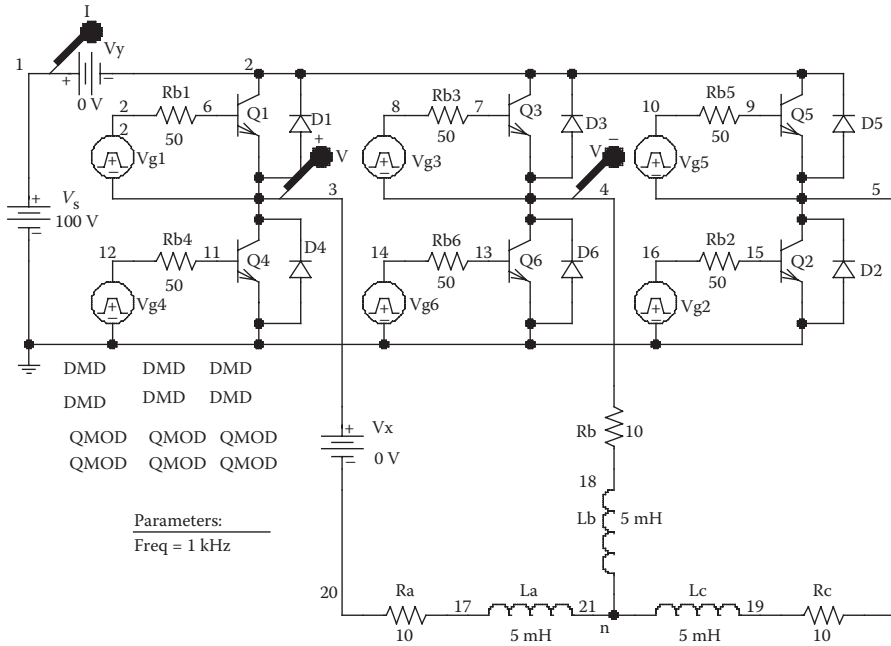 I
1 Vy 2
+ −
0 V
2 Rb1 6 Q1 D1
2 50
+
−
Vg1
8 Rb3 7 Q3 D3
50
+
−
Vg3
10 Rb5 9 Q5 D5
50
+
−
Vg5
+ V
− V
3 4 5
+ Vs
− 100 V
12 Rb4 11 Q4 D4
50
+
−
Vg4
14 Rb6 13 Q6 D6
50
+
−
Vg6
16 Rb2 15 Q2 D2
50
+
−
Vg2
DMD DMD DMD
DMD DMD DMD
QMOD QMOD QMOD
QMOD QMOD QMOD
+ Vx
− 0 V
Rb 10
18
Lb 5 mH
Parameters:
Freq = 1 kHz
20 Ra 17 La 21 Lc 19 Rc
n
10 5 mH 5 mH 10